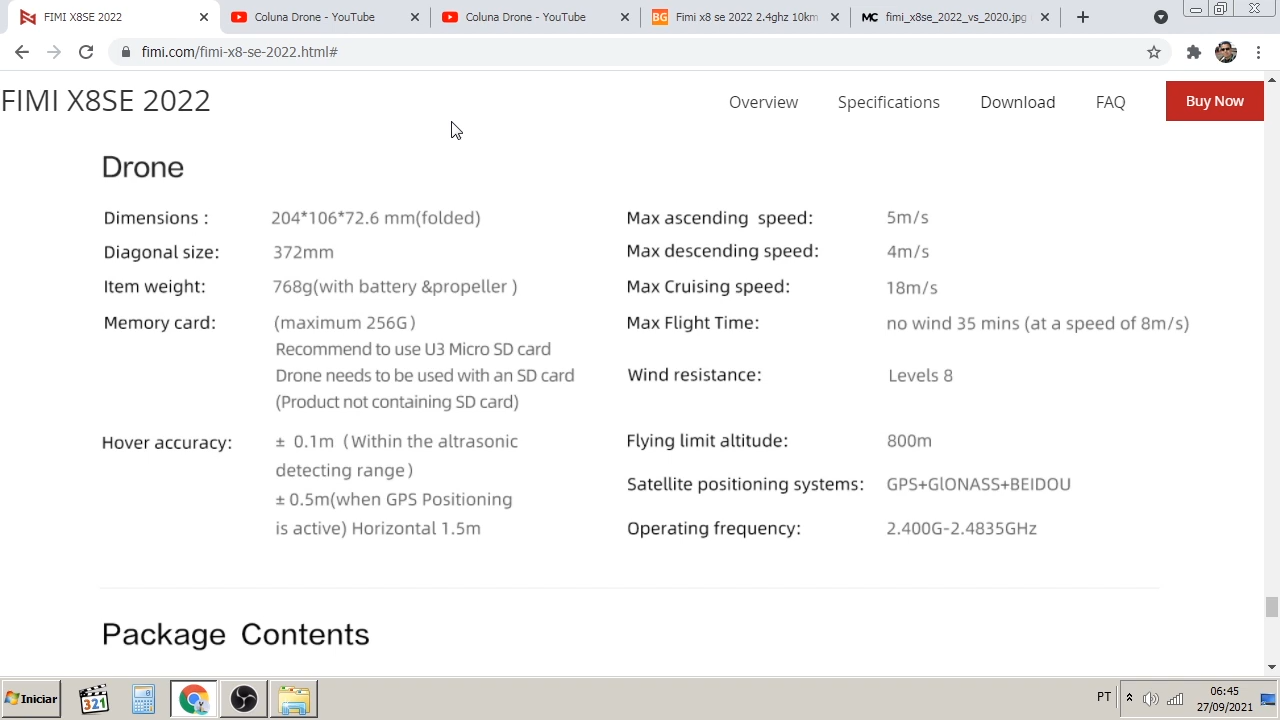 FIMI X8SE 2022
Coluna Drone - YouTube
Coluna Drone - YouTube
BG
Fimi x8 se 2022 2.4ghz 10km
MC
fimi_x8se_2022_vs_2020.jpg
fimi.com/fimi-x8-se-2022.html#
FIMI X8SE 2022
Overview
Specifications
Download
FAQ
Buy Now
Drone
Dimensions : 204*106*72.6 mm(folded)
Diagonal size: 372mm
Item weight: 768g(with battery &propeller )
Memory card: (maximum 256G)
Recommend to use U3 Micro SD card
Drone needs to be used with an SD card
(Product not containing SD card)
Hover accuracy: ± 0.1m (Within the altrasonic
detecting range)
±0.5m(when GPS Positioning
is active) Horizontal 1.5m
Max ascending speed: 5m/s
Max descending speed: 4m/s
Max Cruising speed: 18m/s
Max Flight Time: no wind 35 mins (at a speed of 8m/s)
Wind resistance: Levels 8
Flying limit altitude: 800m
Satellite positioning systems: GPS+GlONASS+BEIDOU
Operating frequency: 2.400G-2.4835GHz
Package Contents
Iniciar
321
PT
06:45
27/09/2021